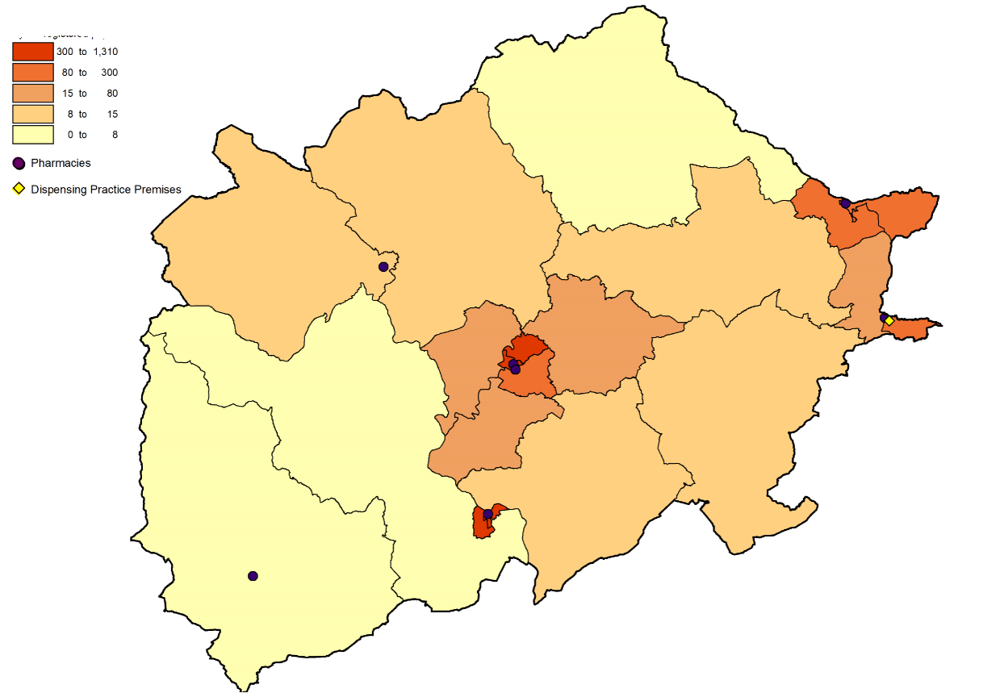 300 to 1,310
80 to 300
15 to 80
8 to 15
0 to 8
Pharmacies
Dispensing Practice Premises